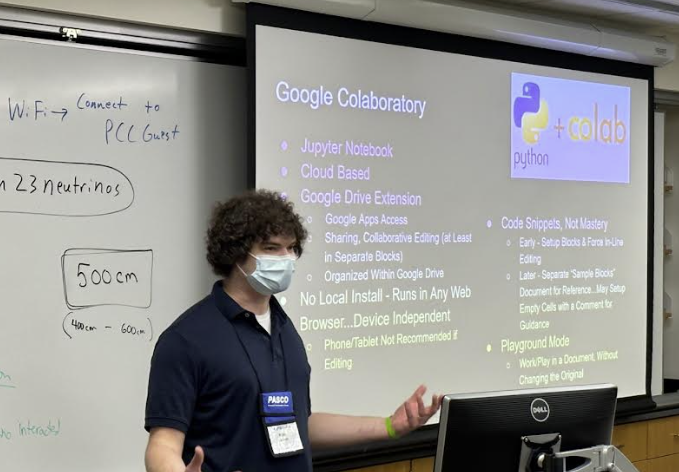 WiFi → Connect to
PCC Guest
n 23 neutrinos
500cm
(400cm - 600cm)
Google Colaboratory
python + colab
Jupyter Notebook
Cloud Based
Google Drive Extension
Google Apps Access
Sharing, Collaborative Editing (at Least
in Separate Blocks)
Organized Within Google Drive
No Local Install - Runs in Any Web
Browser...Device Independent
Phone/Tablet Not Recommended if
Editing
Code Snippets, Not Mastery
Early - Setup Blocks & Force In-Line
Editing
Later - Separate "Sample Blocks"
Document for Reference...May Setup
Empty Cells with a Comment for
Guidance
Playground Mode
Work/Play in a Document, Without
Changing the Original
PASCO
DELL